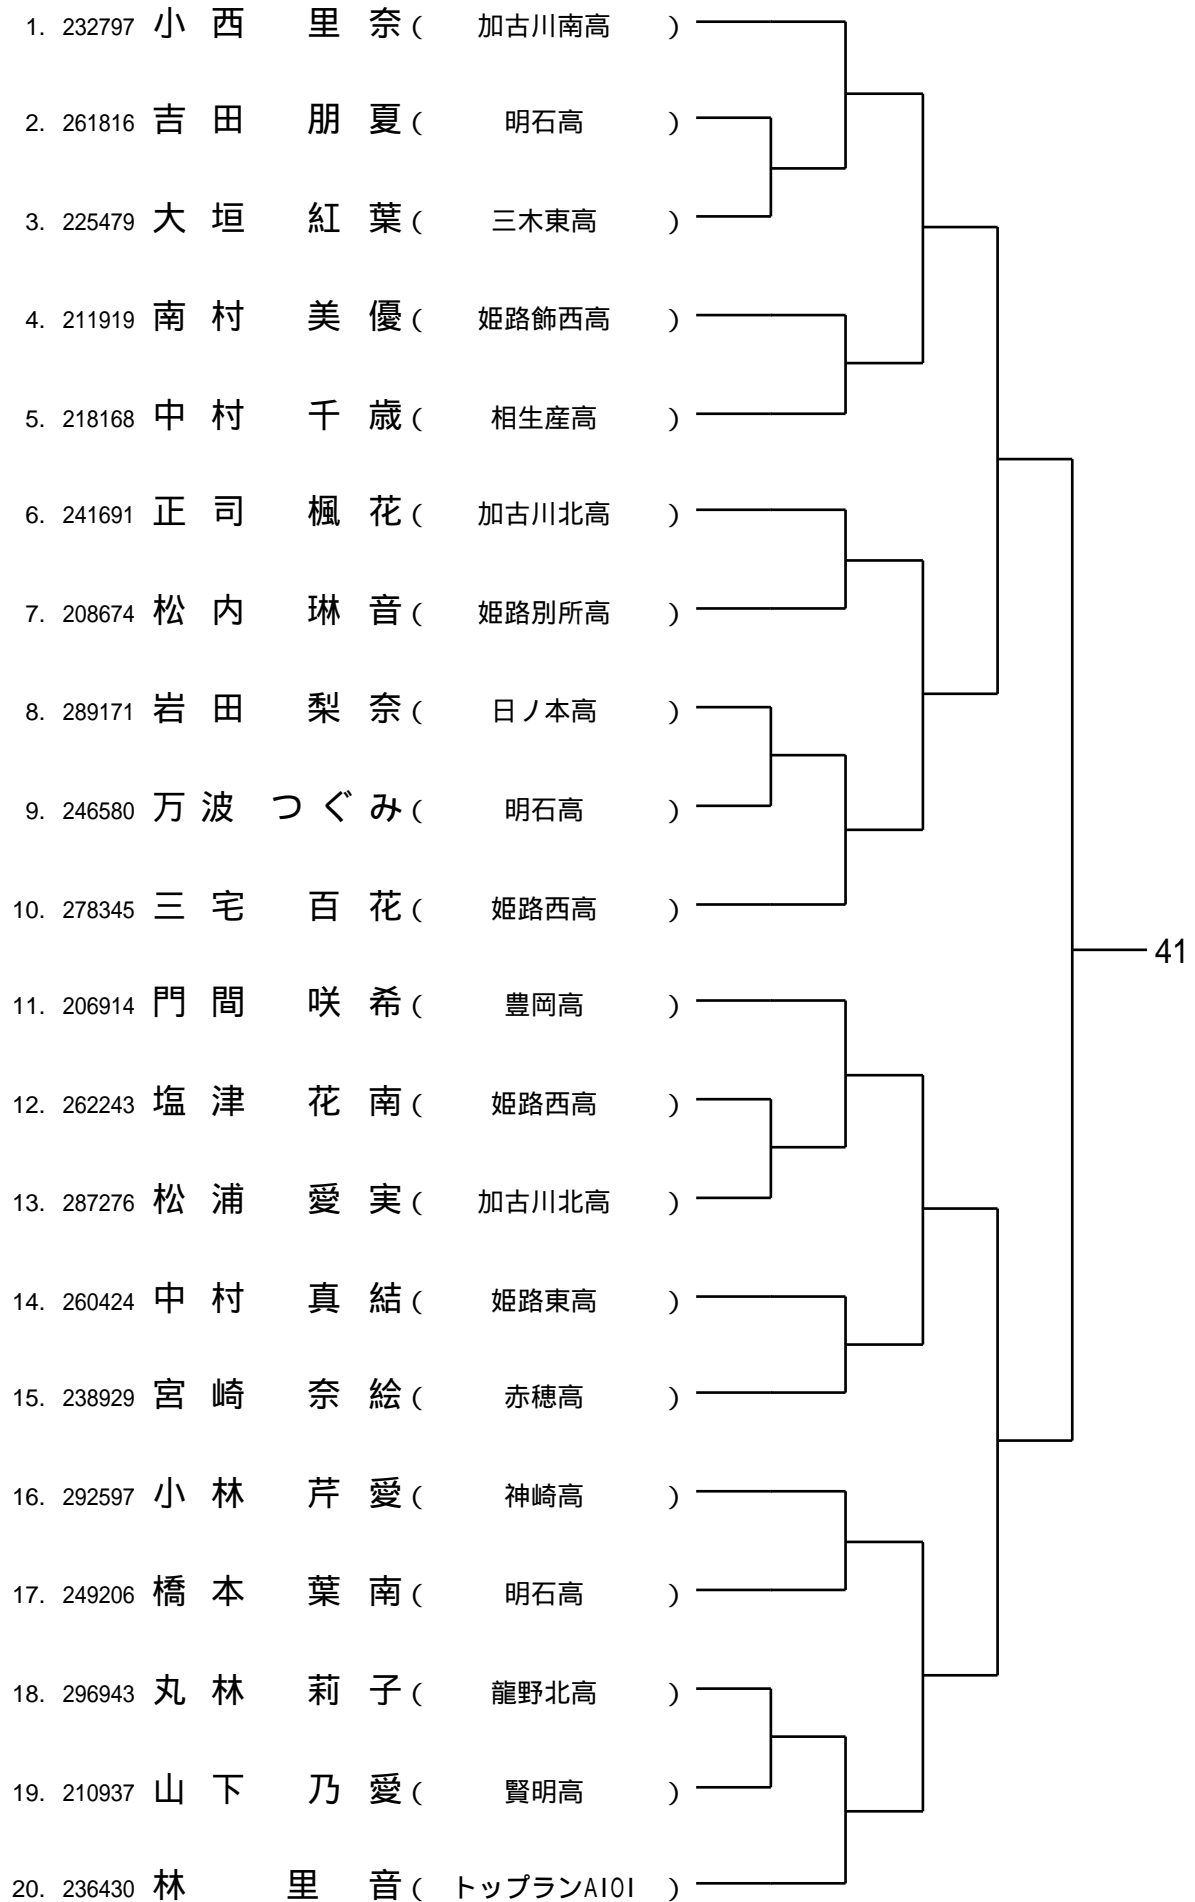 1. 232797 小西 里奈( 加古川南高 )
2. 261816 吉田 朋夏( 明石高 )
3. 225479 大垣 紅葉( 三木東高 )
4. 211919 南村 美優( 姫路飾西高 )
5. 218168 中村 千歳( 相生産高 )
6. 241691 正司 楓花( 加古川北高 )
7. 208674 松内 琳音( 姫路別所高 )
8. 289171 岩田 梨奈( 日ノ本高 )
9. 246580 万波 つぐみ( 明石高 )
10. 278345 三宅 百花( 姫路西高 )
41
11. 206914 門間 咲希( 豊岡高 )
12. 262243 塩津 花南( 姫路西高 )
13. 287276 松浦 愛実( 加古川北高 )
14. 260424 中村 真結( 姫路東高 )
15. 238929 宮崎 奈絵( 赤穂高 )
16. 292597 小林 芹愛( 神崎高 )
17. 249206 橋本 葉南( 明石高 )
18. 296943 丸林 莉子( 龍野北高 )
19. 210937 山下 乃愛( 賢明高 )
20. 236430 林 里音( トップランAIOI )